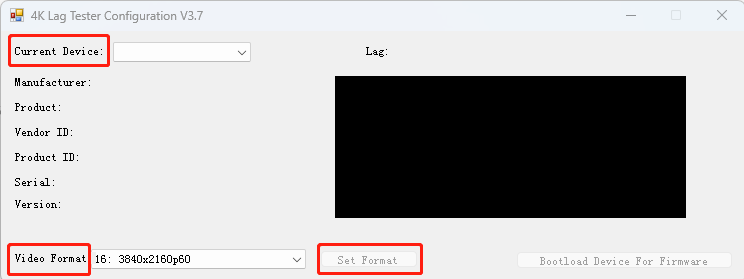 4K Lag Tester Configuration V3.7
Current Device:
Lag:
Manufacturer:
Product:
Vendor ID:
Product ID:
Serial:
Version:
Video Format 16: 3840x2160p60
Set Format
Bootload Device For Firmware